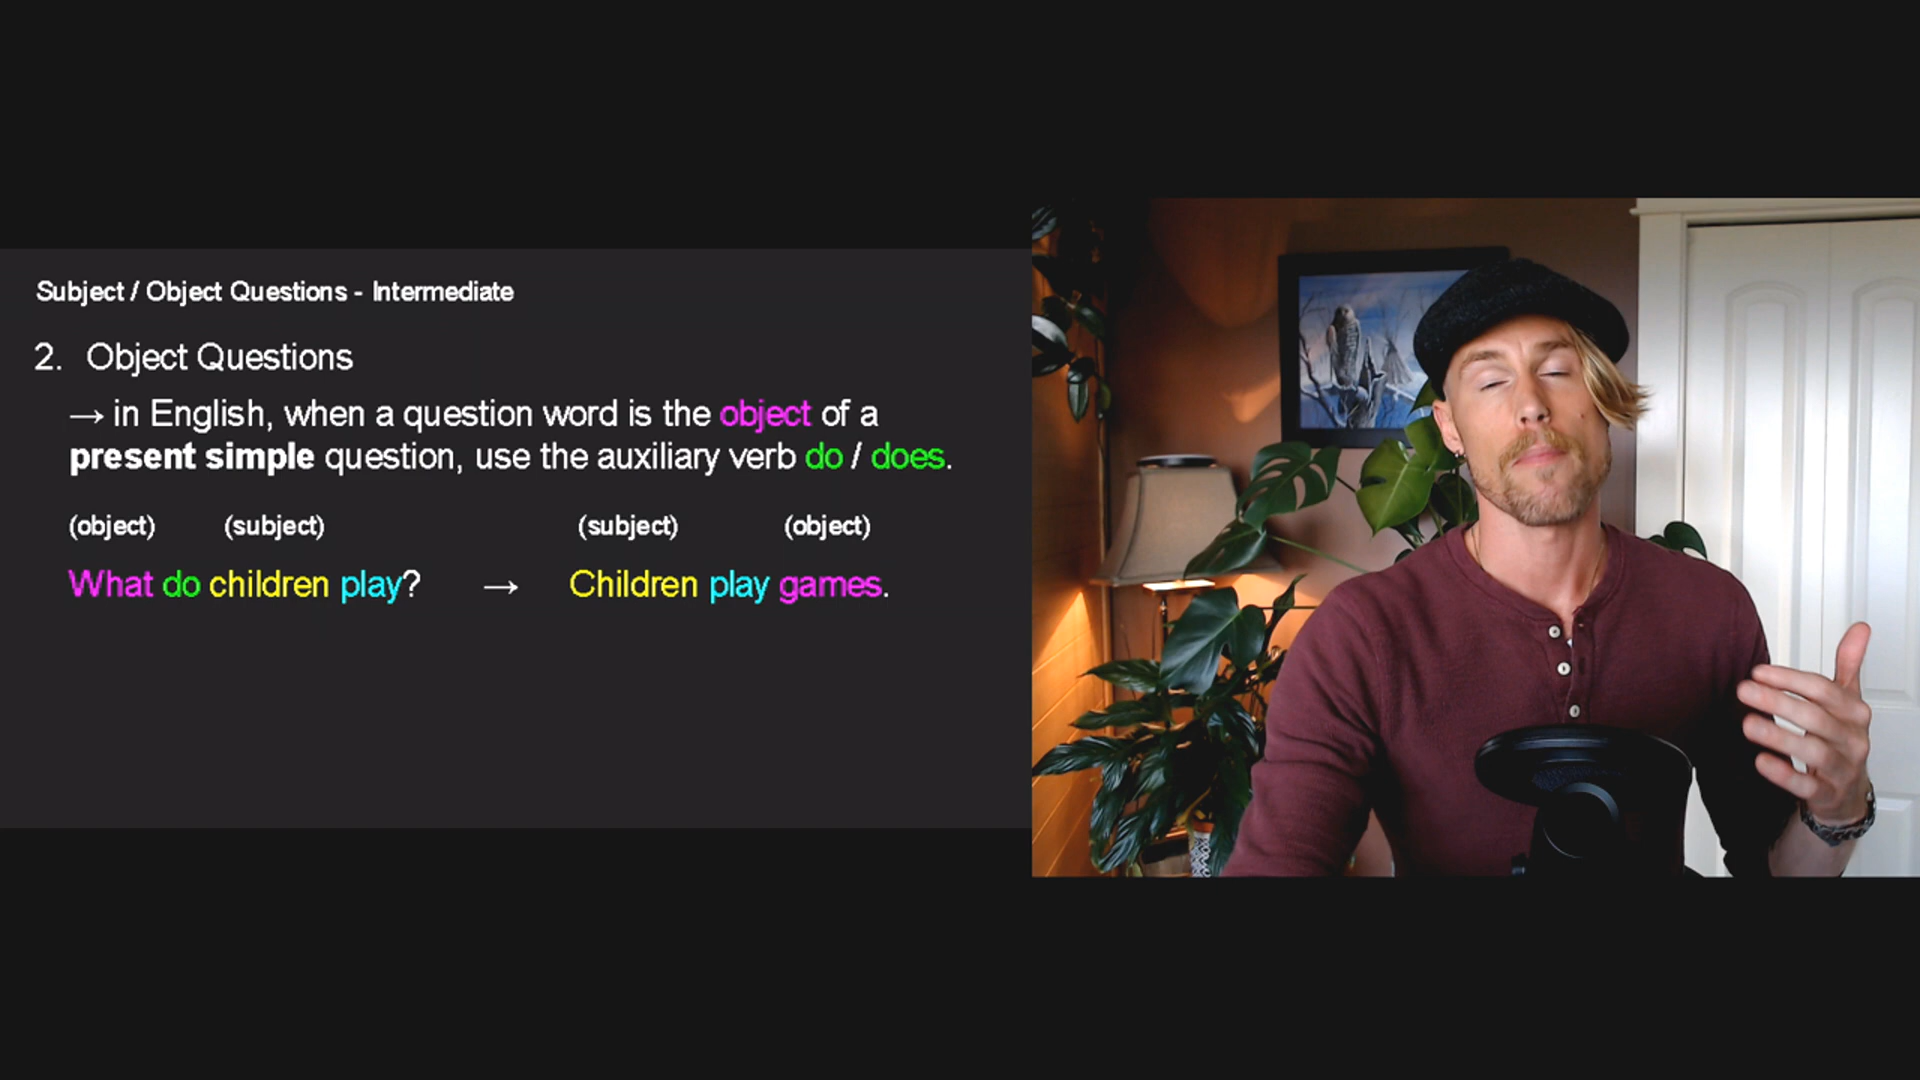 Subject / Object Questions - Intermediate
2. Object Questions
→ in English, when a question word is the object of a
present simple question, use the auxiliary verb do / does.
(object) (subject) (subject) (object)
What do children play? → Children play games.